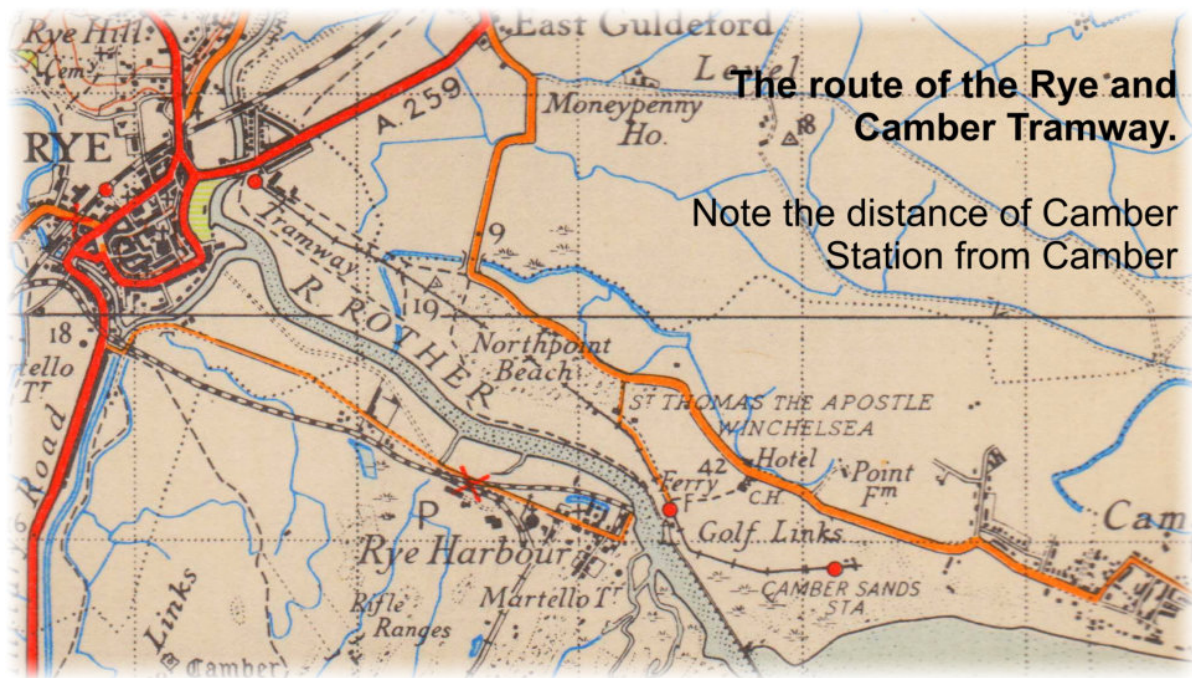 East Guldeford
Rye Hill
Cemy.
Level
The route of the Rye and
Camber Tramway.
A.259
Moneypenny
Ho.
8
RYE
Note the distance of Camber
Station from Camber
Tramway
9
19
R. ROTHER
18
tello
Tr.
Northpoint
Beach
ST THOMAS THE APOSTLE
WINCHELSEA
Road
42
Hotel
Ferry
F
C.H.
Point
Fm
P
Golf Links
Cam
Rye Harbour
CAMBER SANDS
STA.
Links
Martello Tr
Rifle
Ranges
Camber